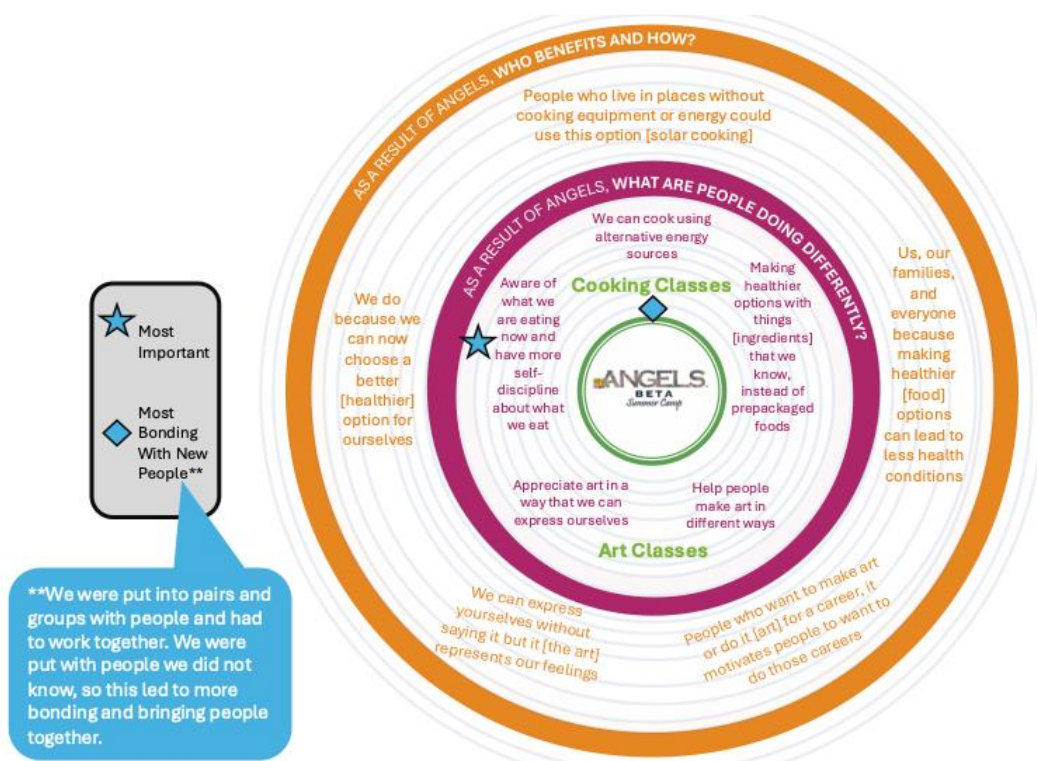 AS A RESULT OF ANGELS, WHO BENEFITS AND HOW?
People who live in places without
cooking equipment or energy could
use this option [solar cooking]
AS A RESULT OF ANGELS, WHAT ARE PEOPLE DOING DIFFERENTLY?
We can cook using
alternative energy
sources
Cooking Classes
Aware of
what we
are eating
now and
have more
self-
discipline
about what
we eat
Making
healthier
options with
things
[ingredients]
that we
know,
instead of
prepackaged
foods
ANGELS
BETA
Summer Camp
Appreciate art in a
way that we can
express ourselves
Help people
make art in
different ways
Art Classes
We do
because we
can now
choose a
better
[healthier]
option for
ourselves
Us, our
families,
and
everyone
because
making
healthier
[food]
options
can lead to
less health
conditions
We can express
yourselves without
saying it but it [the art]
represents our feelings
People who want to make art
or do it [art] for a career, it
motivates people to want to
do those careers
Most
Important
Most
Bonding
With New
People**
**We were put into pairs and
groups with people and had
to work together. We were
put with people we did not
know, so this led to more
bonding and bringing people
together.